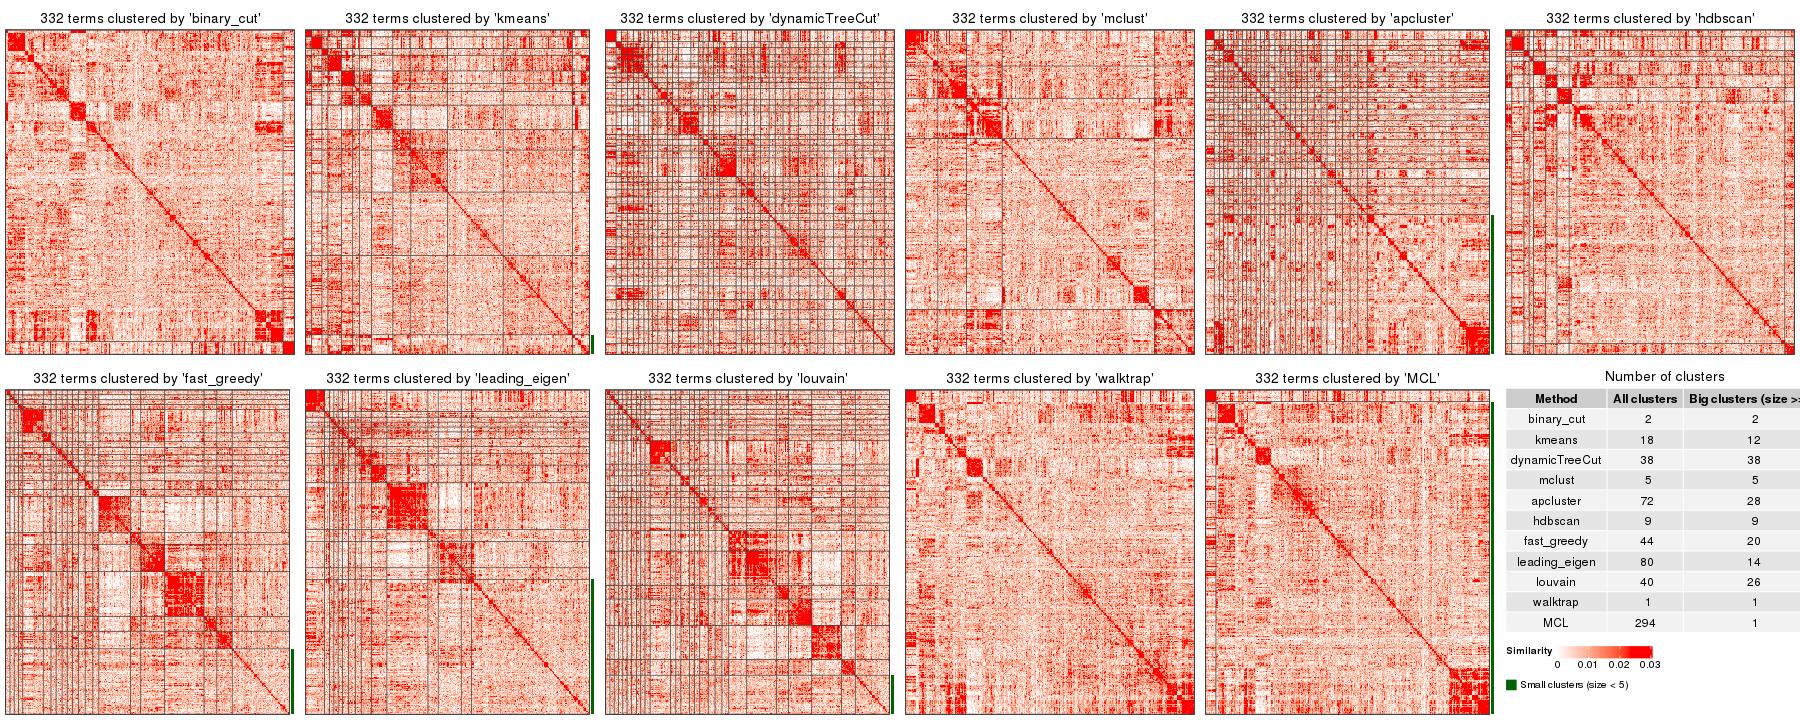 332 terms clustered by 'binary_cut'
332 terms clustered by 'kmeans'
332 terms clustered by 'dynamicTreeCut'
332 terms clustered by 'mclust'
332 terms clustered by 'apcluster'
332 terms clustered by 'hdbscan'
332 terms clustered by 'fast_greedy'
332 terms clustered by 'leading_eigen'
332 terms clustered by 'louvain'
332 terms clustered by 'walktrap'
332 terms clustered by 'MCL'
Number of clusters
Method All clusters Big clusters (size >=
binary_cut 2 2
kmeans 18 12
dynamicTreeCut 38 38
mclust 5 5
apcluster 72 28
hdbscan 9 9
fast_greedy 44 20
leading_eigen 80 14
louvain 40 26
walktrap 1 1
MCL 294 1
Similarity
0 0.01 0.02 0.03
Small clusters (size < 5)